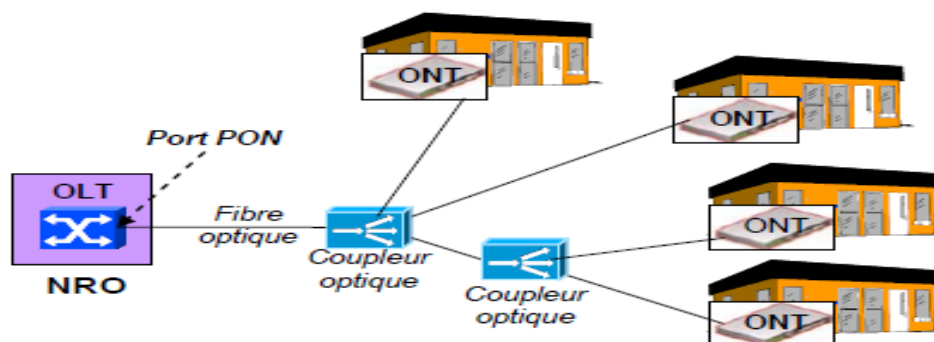 ONT
ONT
Port PON
OLT
Fibre
optique
Coupleur
optique
NRO
ONT
Coupleur
optique
ONT